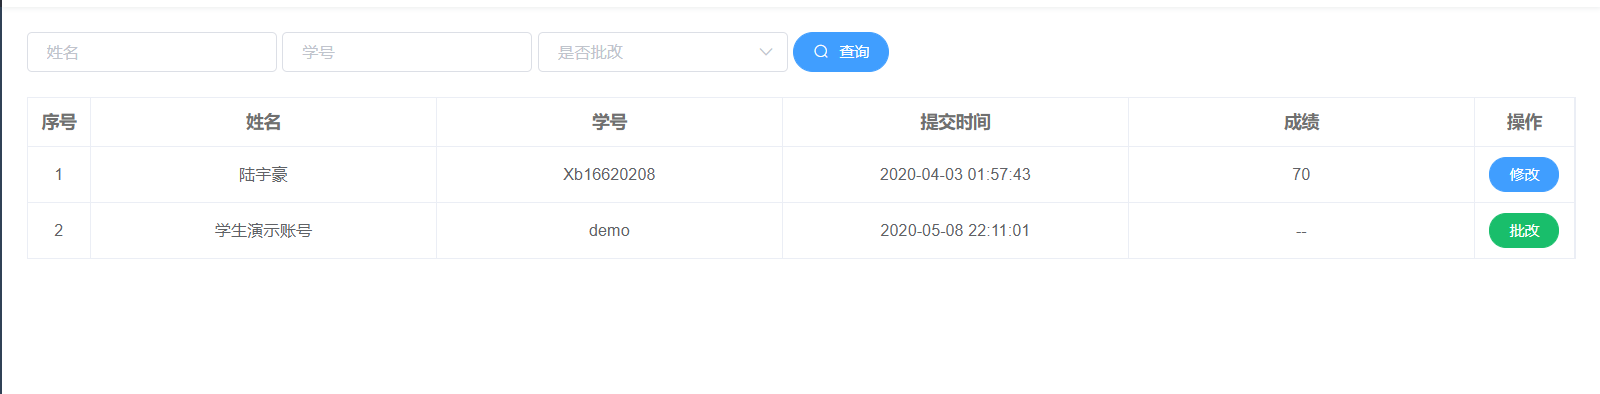 姓名 学号 是否批改 查询
序号 姓名 学号 提交时间 成绩 操作
1 陆宇豪 Xb16620208 2020-04-03 01:57:43 70 修改
2 学生演示账号 demo 2020-05-08 22:11:01 -- 批改